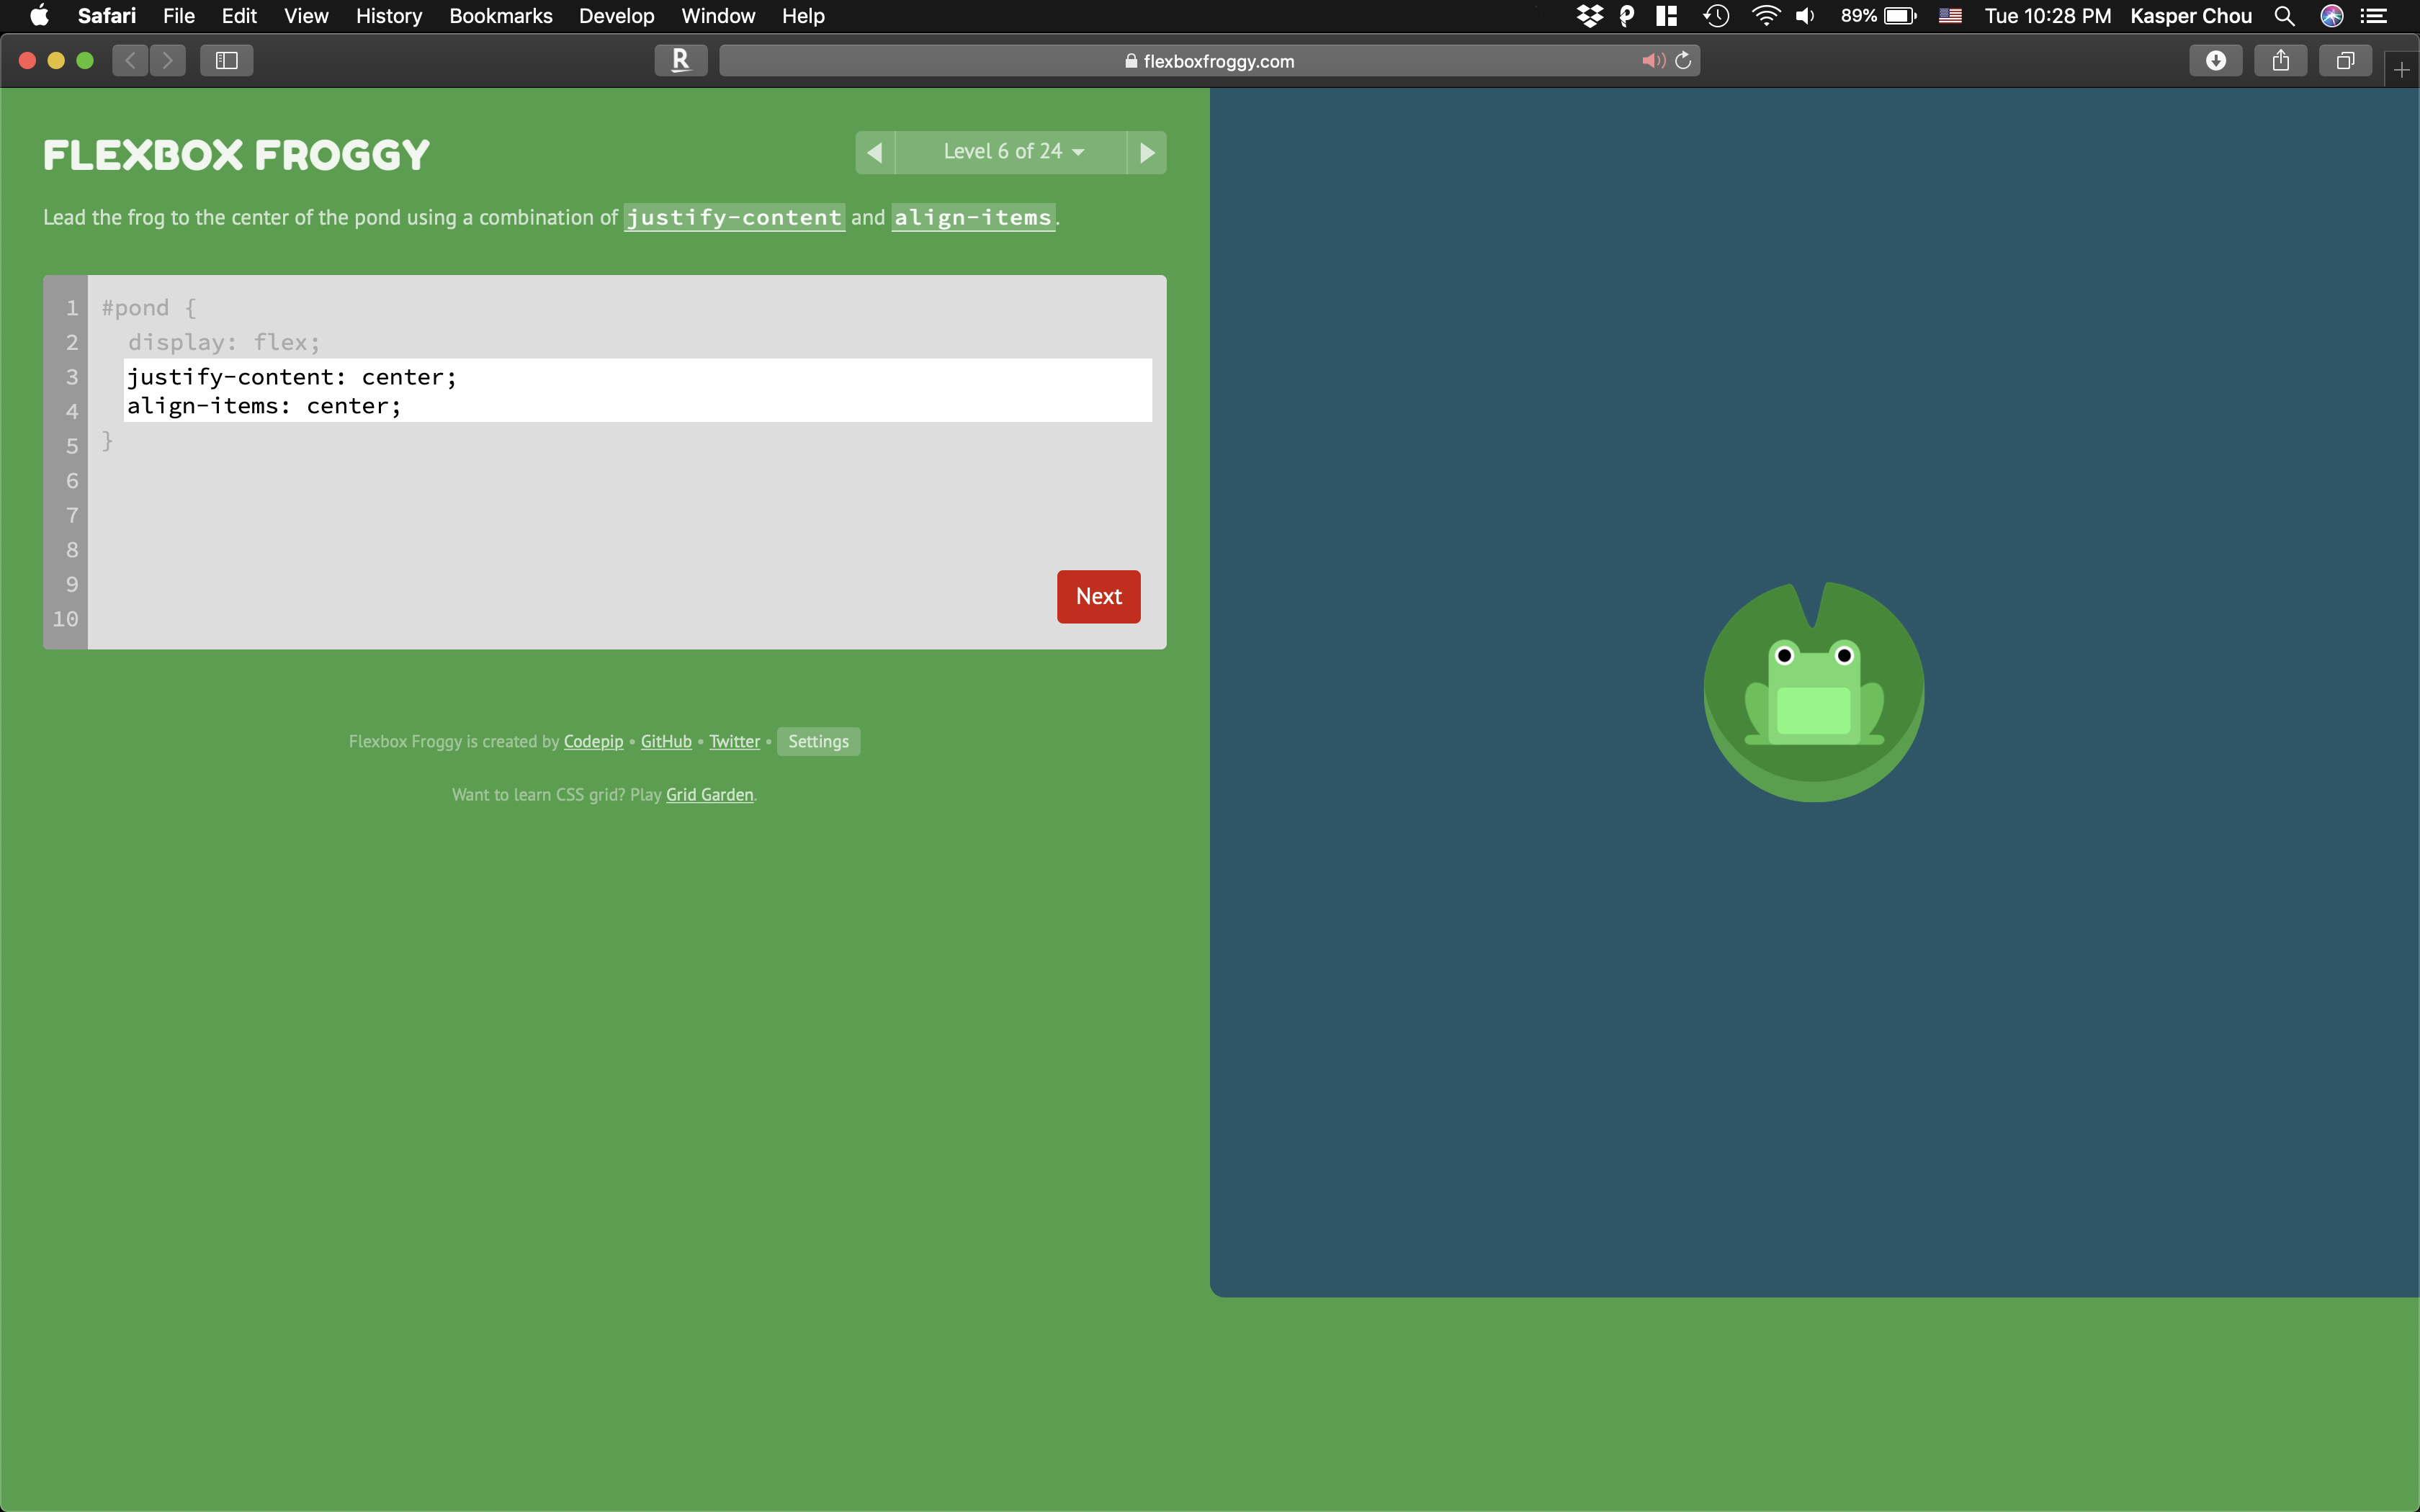 Safari File Edit View History Bookmarks Develop Window Help 89% Tue 10:28 PM Kasper Chou
R flexboxfroggy.com
FLEXBOX FROGGY
Level 6 of 24
Lead the frog to the center of the pond using a combination of justify-content and align-items.
1 #pond {
2 display: flex;
3 justify-content: center;
4 align-items: center;
5 }
6
7
8
9
10
Next
Flexbox Froggy is created by Codepip • GitHub • Twitter • Settings
Want to learn CSS grid? Play Grid Garden.